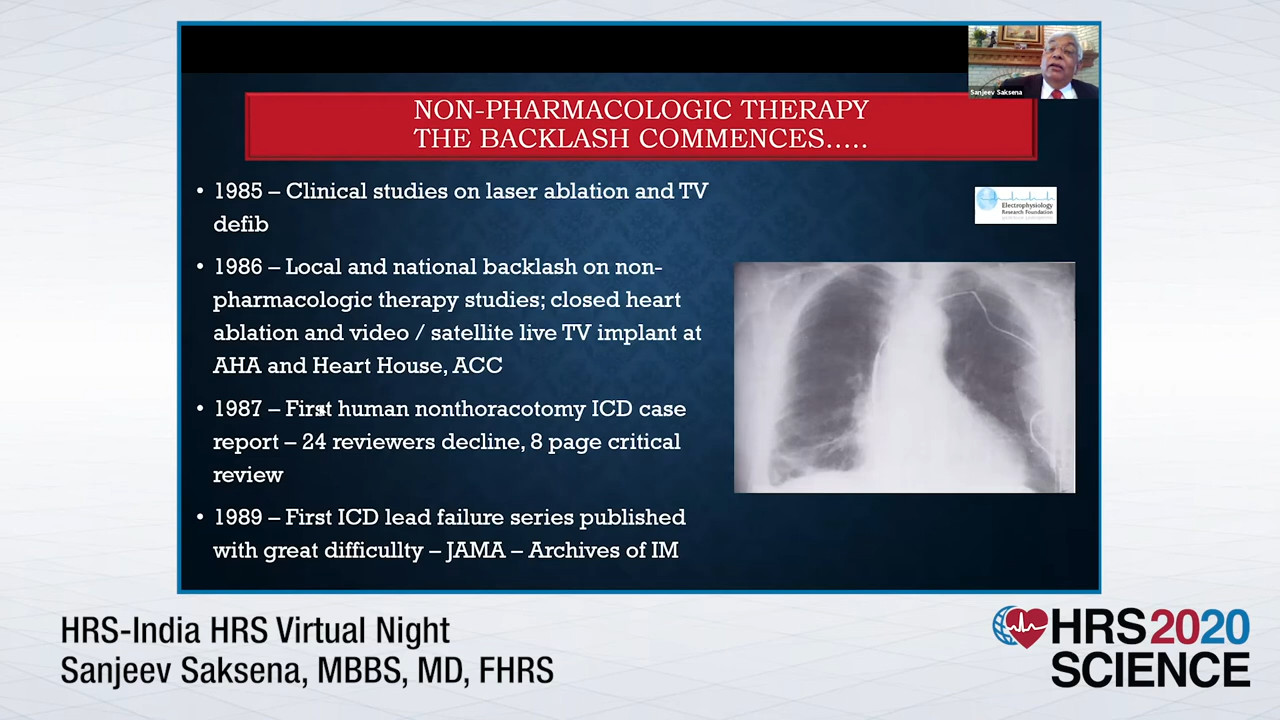 Sanjeev Saksena
NON-PHARMACOLOGIC THERAPY
THE BACKLASH COMMENCES.....
• 1985 – Clinical studies on laser ablation and TV
defib
• 1986 – Local and national backlash on non-
pharmacologic therapy studies; closed heart
ablation and video / satellite live TV implant at
AHA and Heart House, ACC
• 1987 – First human nonthoracotomy ICD case
report – 24 reviewers decline, 8 page critical
review
• 1989 – First ICD lead failure series published
with great difficullty – JAMA – Archives of IM
Electrophysiology
Research Foundation
HRS-India HRS Virtual Night
Sanjeev Saksena, MBBS, MD, FHRS
HRS2020
SCIENCE